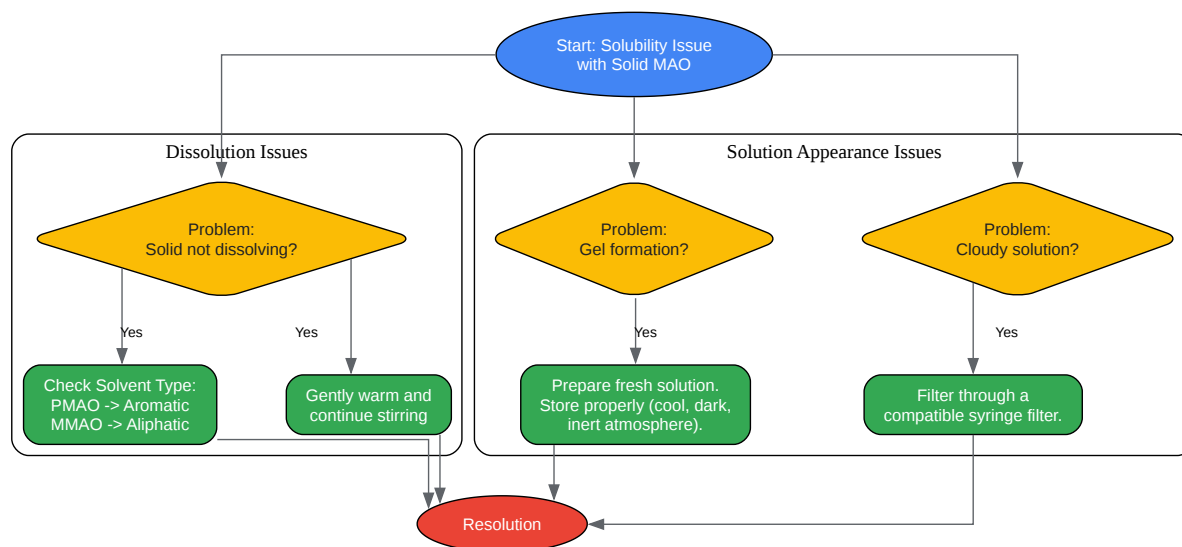 Start: Solubility Issue
with Solid MAO
Dissolution Issues
Problem:
Solid not dissolving?
Yes
Yes
Check Solvent Type:
PMAO -> Aromatic
MMAO -> Aliphatic
Gently warm and
continue stirring
Solution Appearance Issues
Problem:
Gel formation?
Problem:
Cloudy solution?
Yes
Yes
Prepare fresh solution.
Store properly (cool, dark,
inert atmosphere).
Filter through a
compatible syringe filter.
Resolution